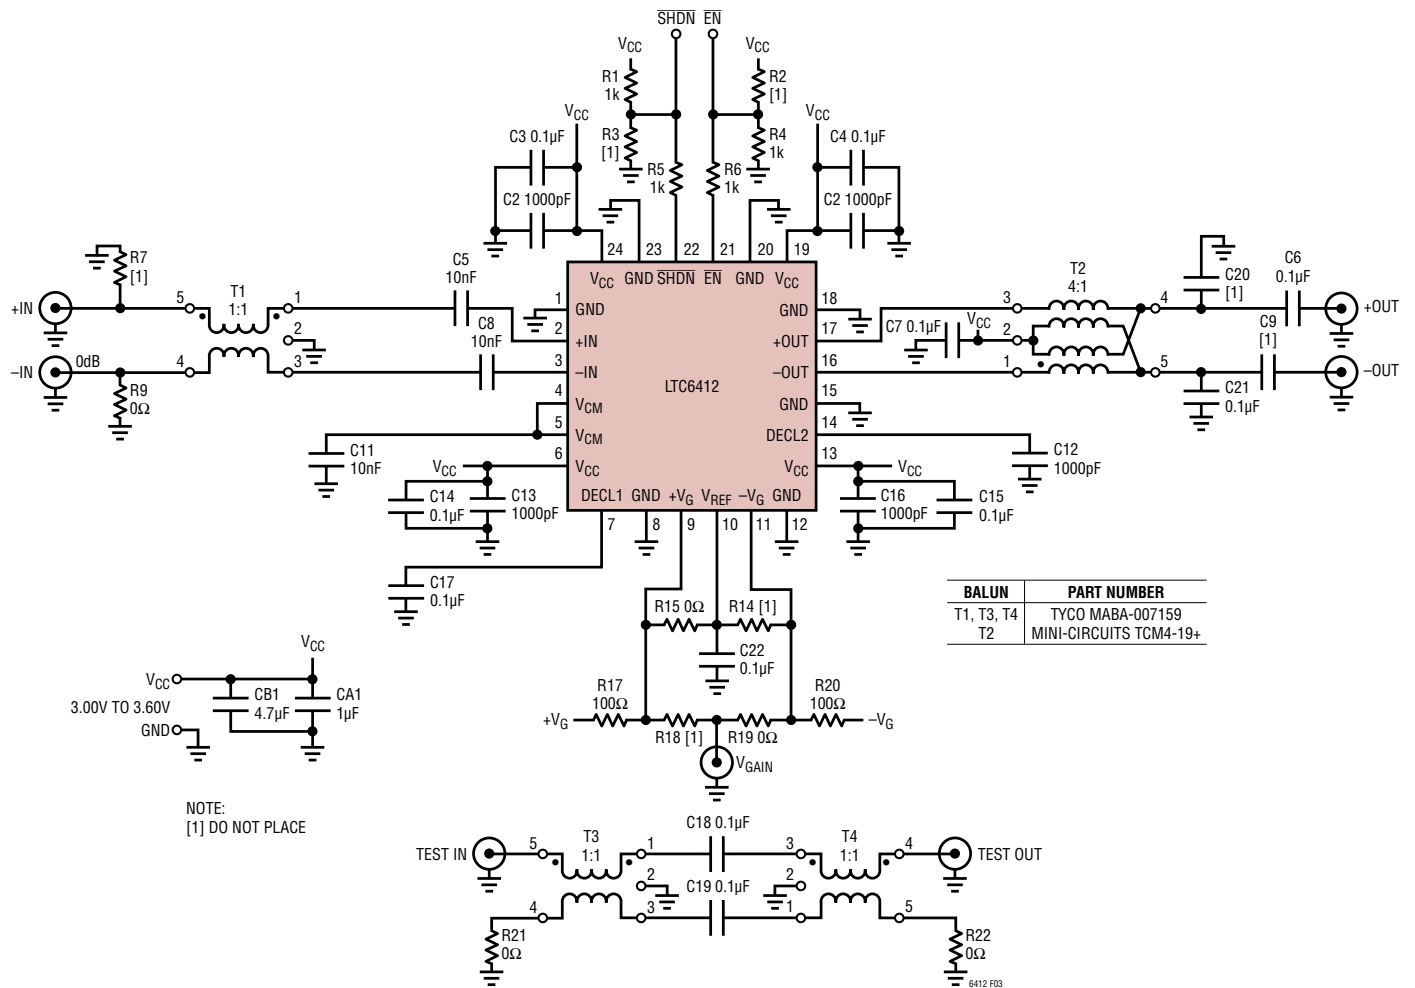 SHDN EN
VCC VCC
R1 1k
R2 [1]
VCC VCC
C3 0.1µF
R3 [1]
R4 1k
C4 0.1µF
R5 1k
R6 1k
C2 1000pF
C2 1000pF
24 23 22 21 20 19
VCC GND SHDN EN GND VCC
R7 [1]
C5 10nF
T1 1:1
+IN
5 1
2
C8 10nF
–IN
0dB
4 3
R9 0Ω
1 GND
2 +IN
3 –IN
4 VCM
5 VCM
6 VCC
LTC6412
18 GND
17 +OUT
16 –OUT
15 GND
14 DECL2
13 VCC
DECL1 GND +VG VREF –VG GND
7 8 9 10 11 12
T2 4:1
3 4
C7 0.1µF
VCC
2
1 5
C20 [1]
C6 0.1µF
+OUT
C9 [1]
–OUT
C21 0.1µF
C11 10nF
VCC
C14 0.1µF
C13 1000pF
VCC
C16 1000pF
C15 0.1µF
C12 1000pF
C17 0.1µF
R15 0Ω
R14 [1]
C22 0.1µF
R17 100Ω
R20 100Ω
+VG
–VG
R18 [1]
R19 0Ω
VGAIN
BALUN PART NUMBER
T1, T3, T4 TYCO MABA-007159
T2 MINI-CIRCUITS TCM4-19+
VCC
VCC
3.00V TO 3.60V
GND
CB1 4.7µF
CA1 1µF
NOTE:
[1] DO NOT PLACE
TEST IN
5
T3 1:1
1
C18 0.1µF
3
T4 1:1
4
TEST OUT
2
C19 0.1µF
2
4
3
1
5
R21 0Ω
R22 0Ω
6412 F03